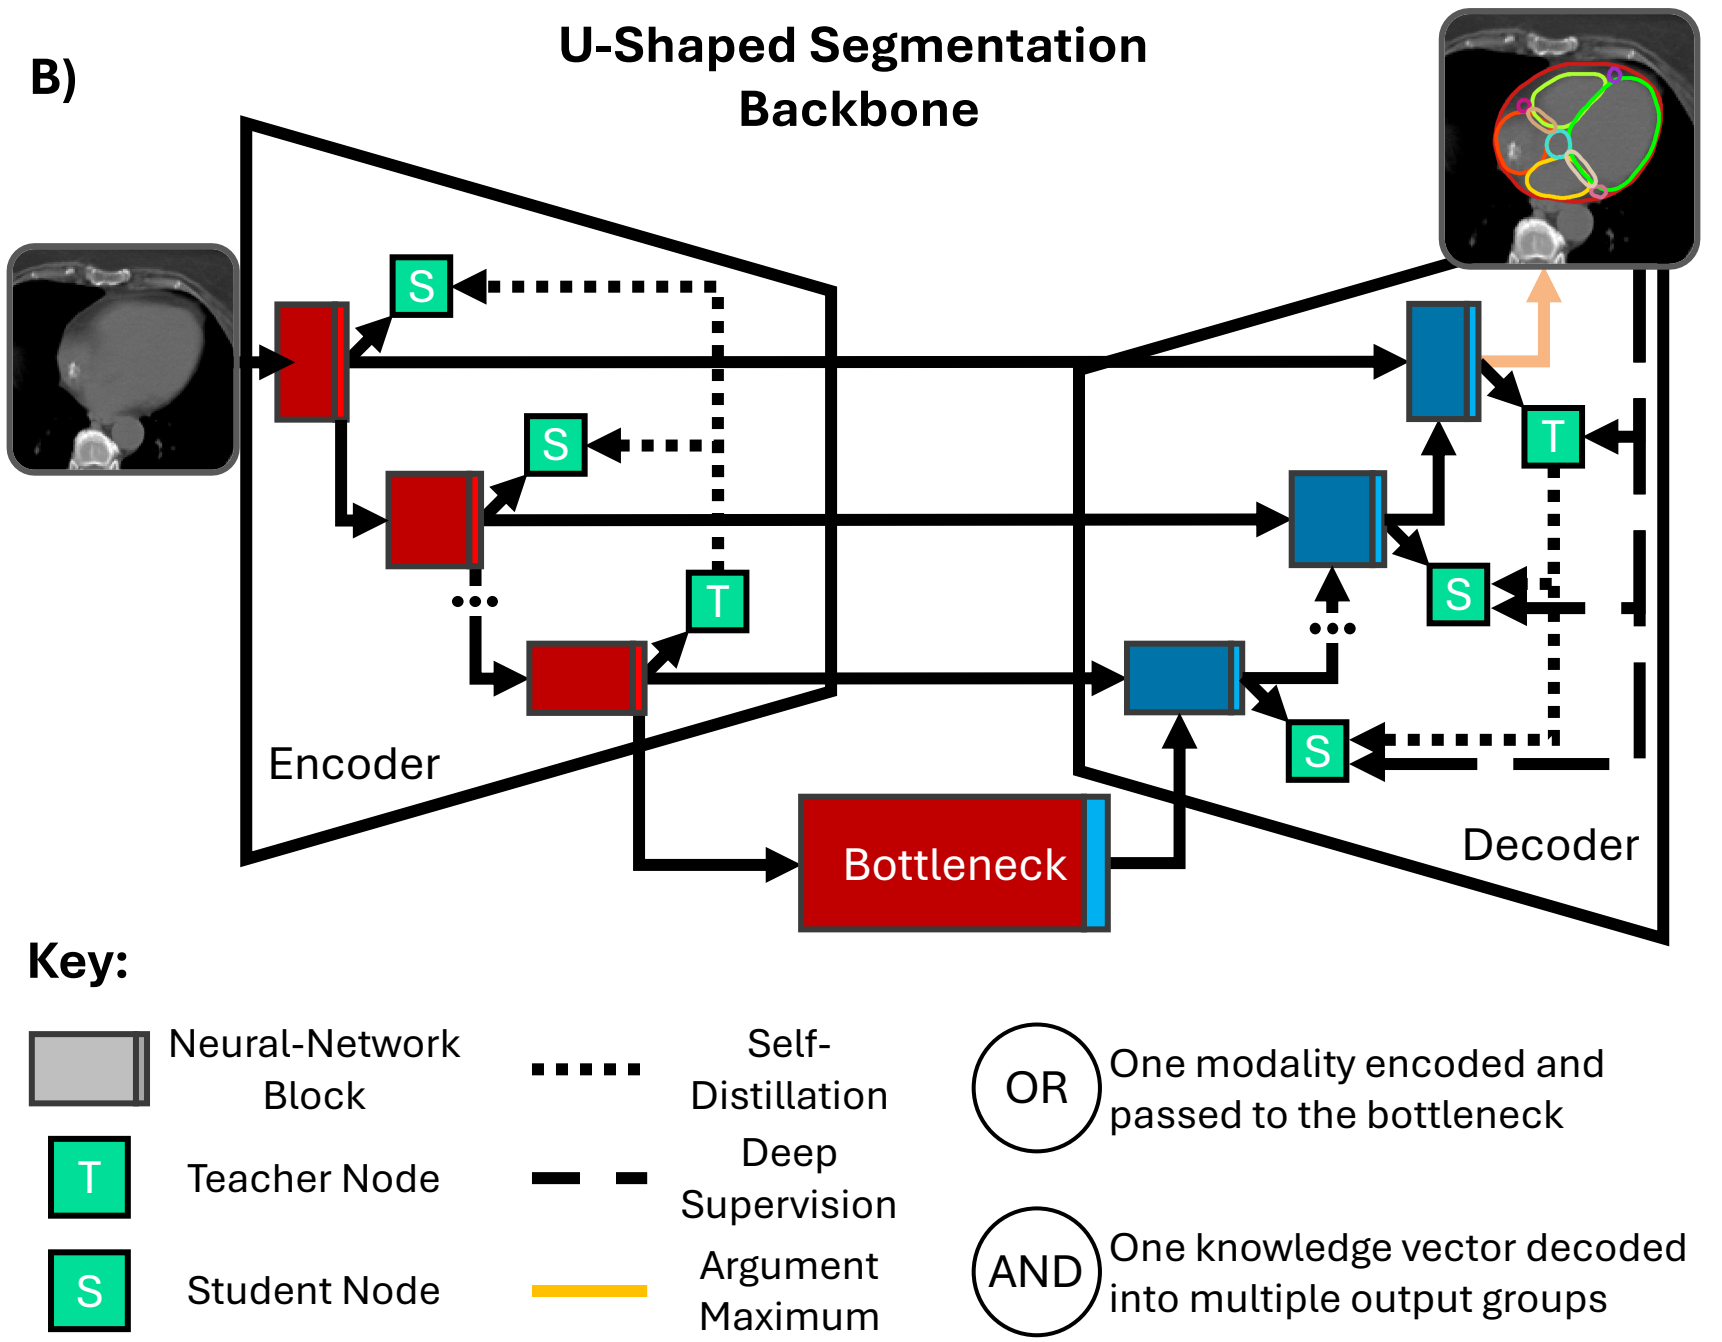 B)
U-Shaped Segmentation
Backbone
S
S
T
T
S
S
Encoder
Decoder
Bottleneck
Key:
Neural-Network
Block
T
Teacher Node
S
Student Node
Self-
Distillation
Deep
Supervision
Argument
Maximum
OR
One modality encoded and
passed to the bottleneck
AND
One knowledge vector decoded
into multiple output groups